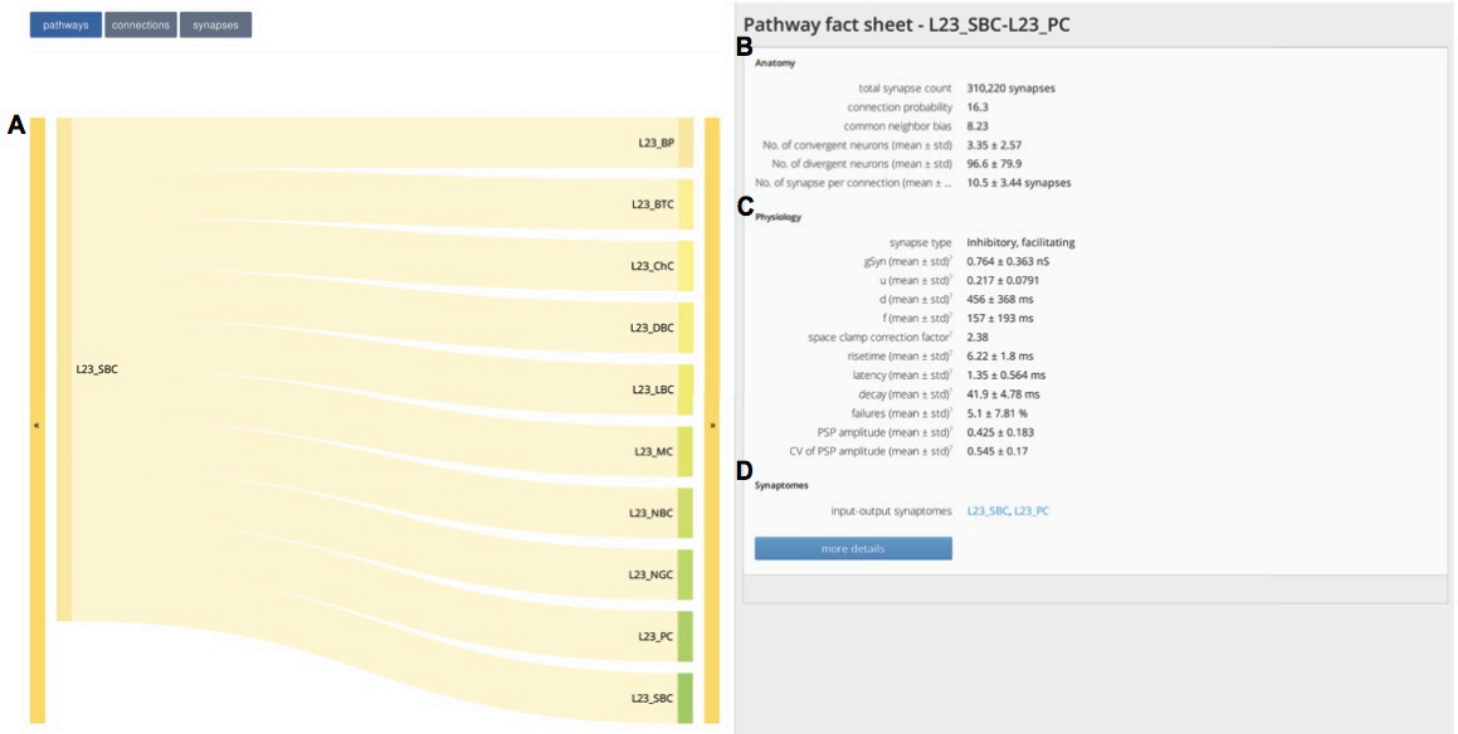 pathways connections synapses
A
«
L23_SBC
L23_BP
L23_BTC
L23_ChC
L23_DBC
L23_LBC
L23_MC
L23_NBC
L23_NGC
L23_PC
L23_SBC
»
Pathway fact sheet - L23_SBC-L23_PC
B
Anatomy
total synapse count 310,220 synapses
connection probability 16.3
common neighbor bias 8.23
No. of convergent neurons (mean ± std) 3.35 ± 2.57
No. of divergent neurons (mean ± std) 96.6 ± 79.9
No. of synapse per connection (mean ± ... 10.5 ± 3.44 synapses
C
Physiology
synapse type Inhibitory, facilitating
gSyn (mean ± std)? 0.764 ± 0.363 nS
u (mean ± std)? 0.217 ± 0.0791
d (mean ± std)? 456 ± 368 ms
f (mean ± std)? 157 ± 193 ms
space clamp correction factor? 2.38
risetime (mean ± std)? 6.22 ± 1.8 ms
latency (mean ± std)? 1.35 ± 0.564 ms
decay (mean ± std)? 41.9 ± 4.78 ms
failures (mean ± std)? 5.1 ± 7.81 %
PSP amplitude (mean ± std)? 0.425 ± 0.183
CV of PSP amplitude (mean ± std)? 0.545 ± 0.17
D
Synaptomes
input-output synaptomes L23_SBC, L23_PC
more details